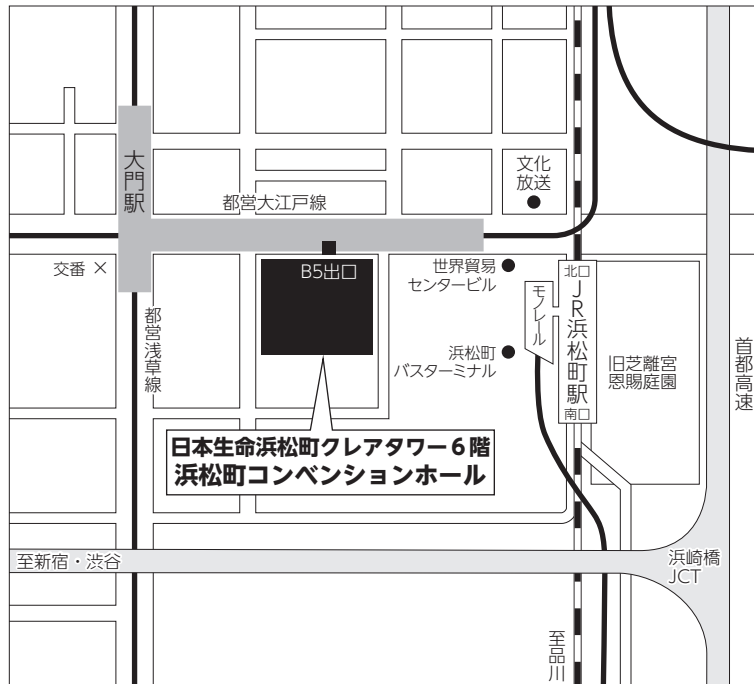 大門駅
都営大江戸線
文化
放送
交番
B5出口
世界貿易
センタービル
北口
JR浜松町駅
南口
モノレール
都営浅草線
浜松町
バスターミナル
旧芝離宮
恩賜庭園
首都高速
日本生命浜松町クレアタワー6階
浜松町コンベンションホール
至新宿・渋谷
浜崎橋
JCT
至品川